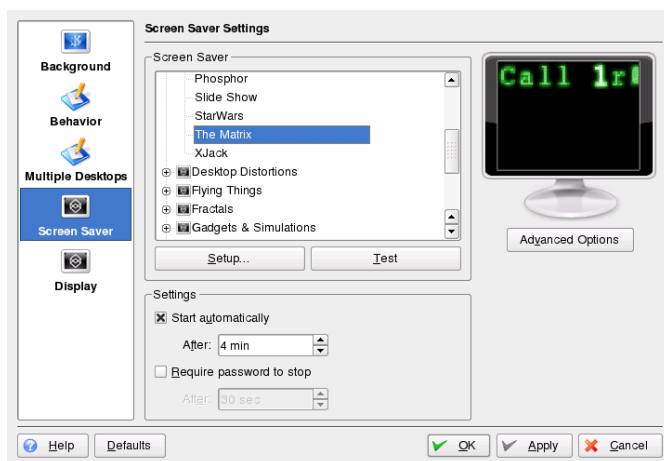 Screen Saver Settings
Background
Behavior
Multiple Desktops
Screen Saver
Display
Screen Saver
Phosphor
Slide Show
StarWars
The Matrix
XJack
Desktop Distortions
Flying Things
Fractals
Gadgets & Simulations
Setup...
Test
Call 1r
Advanced Options
Settings
Start automatically
After: 4 min
Require password to stop
After: 30 sec
Help
Defaults
OK
Apply
Cancel